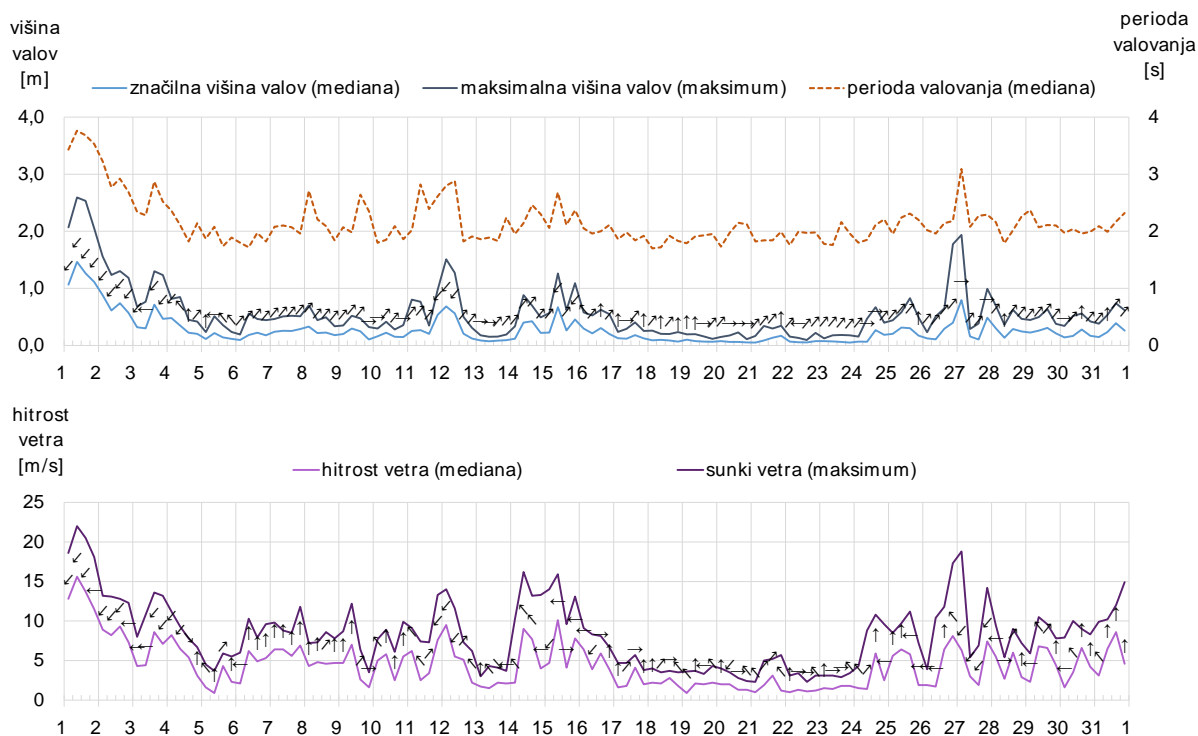 višina
valov
[m]
perioda
valovanja
[s]
značilna višina valov (mediana) maksimalna višina valov (maksimum) perioda valovanja (mediana)
4,0 4
3,0 3
2,0 2
1,0 1
0,0 0
1 2 3 4 5 6 7 8 9 10 11 12 13 14 15 16 17 18 19 20 21 22 23 24 25 26 27 28 29 30 31 1
hitrost
vetra
[m/s]
hitrost vetra (mediana) sunki vetra (maksimum)
25
20
15
10
5
0
1 2 3 4 5 6 7 8 9 10 11 12 13 14 15 16 17 18 19 20 21 22 23 24 25 26 27 28 29 30 31 1